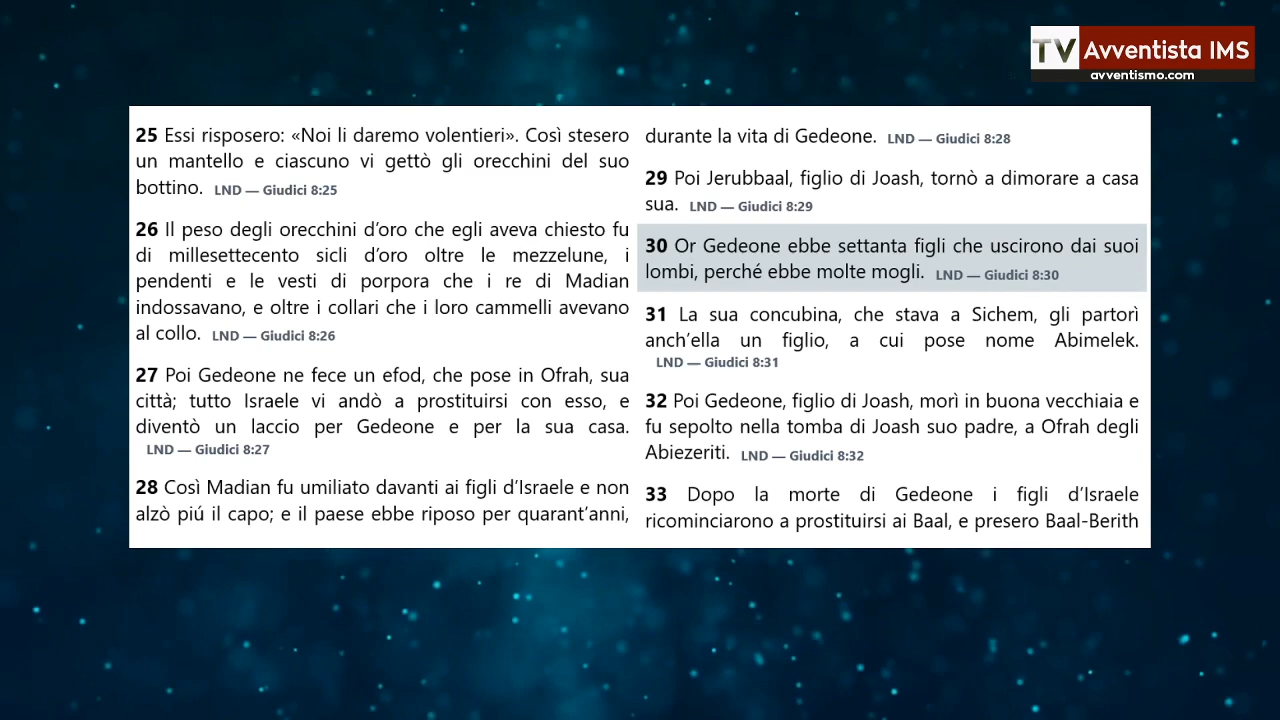 TV Avventista IMS
avventismo.com
25 Essi risposero: «Noi li daremo volentieri». Così stesero
un mantello e ciascuno vi gettò gli orecchini del suo
bottino. LND — Giudici 8:25
26 Il peso degli orecchini d’oro che egli aveva chiesto fu
di millesettecento sicli d’oro oltre le mezzelune, i
pendenti e le vesti di porpora che i re di Madian
indossavano, e oltre i collari che i loro cammelli avevano
al collo. LND — Giudici 8:26
27 Poi Gedeone ne fece un efod, che pose in Ofrah, sua
città; tutto Israele vi andò a prostituirsi con esso, e
diventò un laccio per Gedeone e per la sua casa.
LND — Giudici 8:27
28 Così Madian fu umiliato davanti ai figli d’Israele e non
alzò piú il capo; e il paese ebbe riposo per quarant’anni,
durante la vita di Gedeone. LND — Giudici 8:28
29 Poi Jerubbaal, figlio di Joash, tornò a dimorare a casa
sua. LND — Giudici 8:29
30 Or Gedeone ebbe settanta figli che uscirono dai suoi
lombi, perché ebbe molte mogli. LND — Giudici 8:30
31 La sua concubina, che stava a Sichem, gli partorì
anch’ella un figlio, a cui pose nome Abimelek.
LND — Giudici 8:31
32 Poi Gedeone, figlio di Joash, morì in buona vecchiaia e
fu sepolto nella tomba di Joash suo padre, a Ofrah degli
Abiezeriti. LND — Giudici 8:32
33 Dopo la morte di Gedeone i figli d’Israele
ricominciarono a prostituirsi ai Baal, e presero Baal-Berith